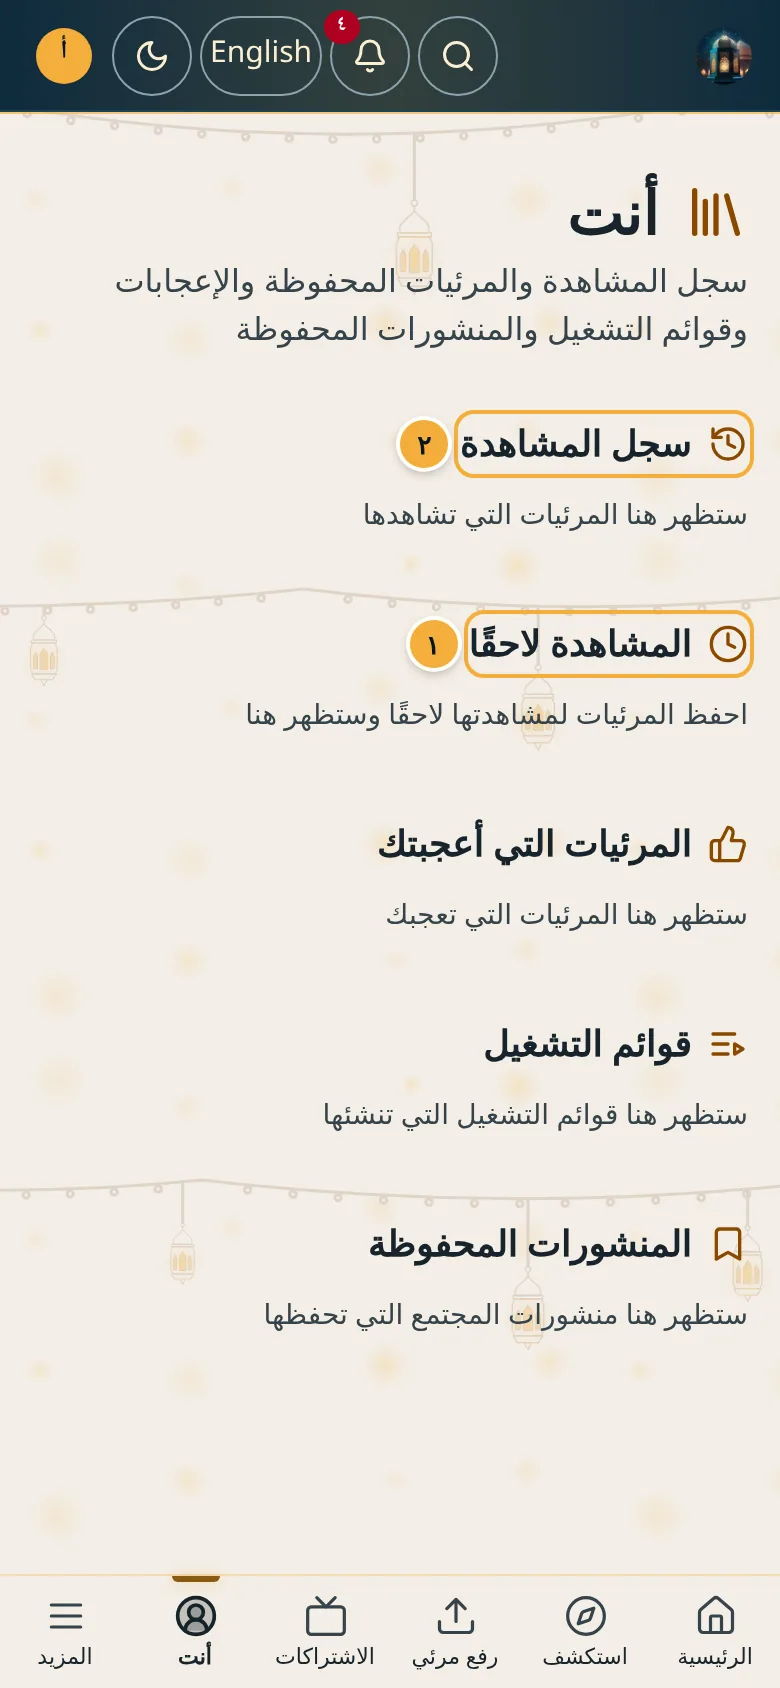 ٤
English
أ
أنت
سجل المشاهدة والمرئيات المحفوظة والإعجابات
وقوائم التشغيل والمنشورات المحفوظة
سجل المشاهدة
٢
ستظهر هنا المرئيات التي تشاهدها
المشاهدة لاحقًا
١
احفظ المرئيات لمشاهدتها لاحقًا وستظهر هنا
المرئيات التي أعجبتك
ستظهر هنا المرئيات التي تعجبك
قوائم التشغيل
ستظهر هنا قوائم التشغيل التي تنشئها
المنشورات المحفوظة
ستظهر هنا منشورات المجتمع التي تحفظها
الرئيسية
استكشف
رفع مرئي
الاشتراكات
أنت
المزيد